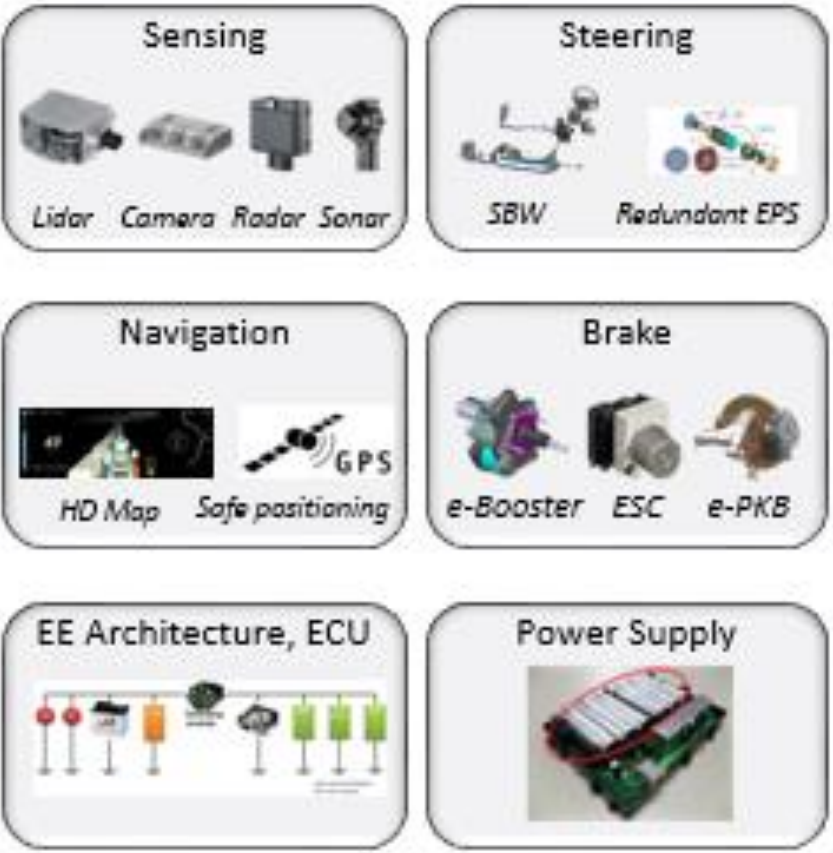 Sensing
Lidar Camera Radar Sonar
Steering
SBW Redundant EPS
Navigation
GPS
HD Map Safe positioning
Brake
e-Booster ESC e-PKB
EE Architecture, ECU
Power Supply